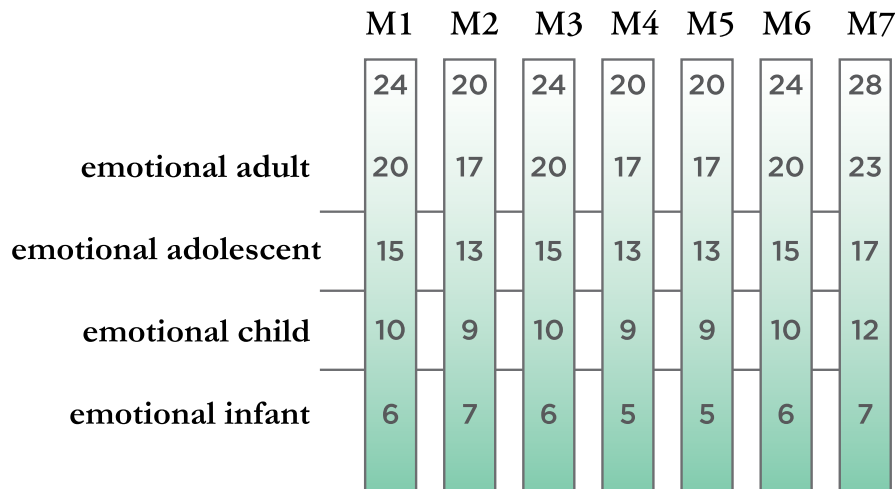 M1 M2 M3 M4 M5 M6 M7
24 20 24 20 20 24 28
emotional adult 20 17 20 17 17 20 23
emotional adolescent 15 13 15 13 13 15 17
emotional child 10 9 10 9 9 10 12
emotional infant 6 7 6 5 5 6 7